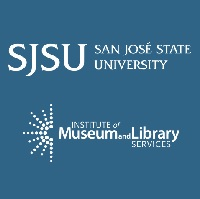 SJSU SAN JOSÉ STATE
UNIVERSITY
INSTITUTE of
Museum and Library
SERVICES